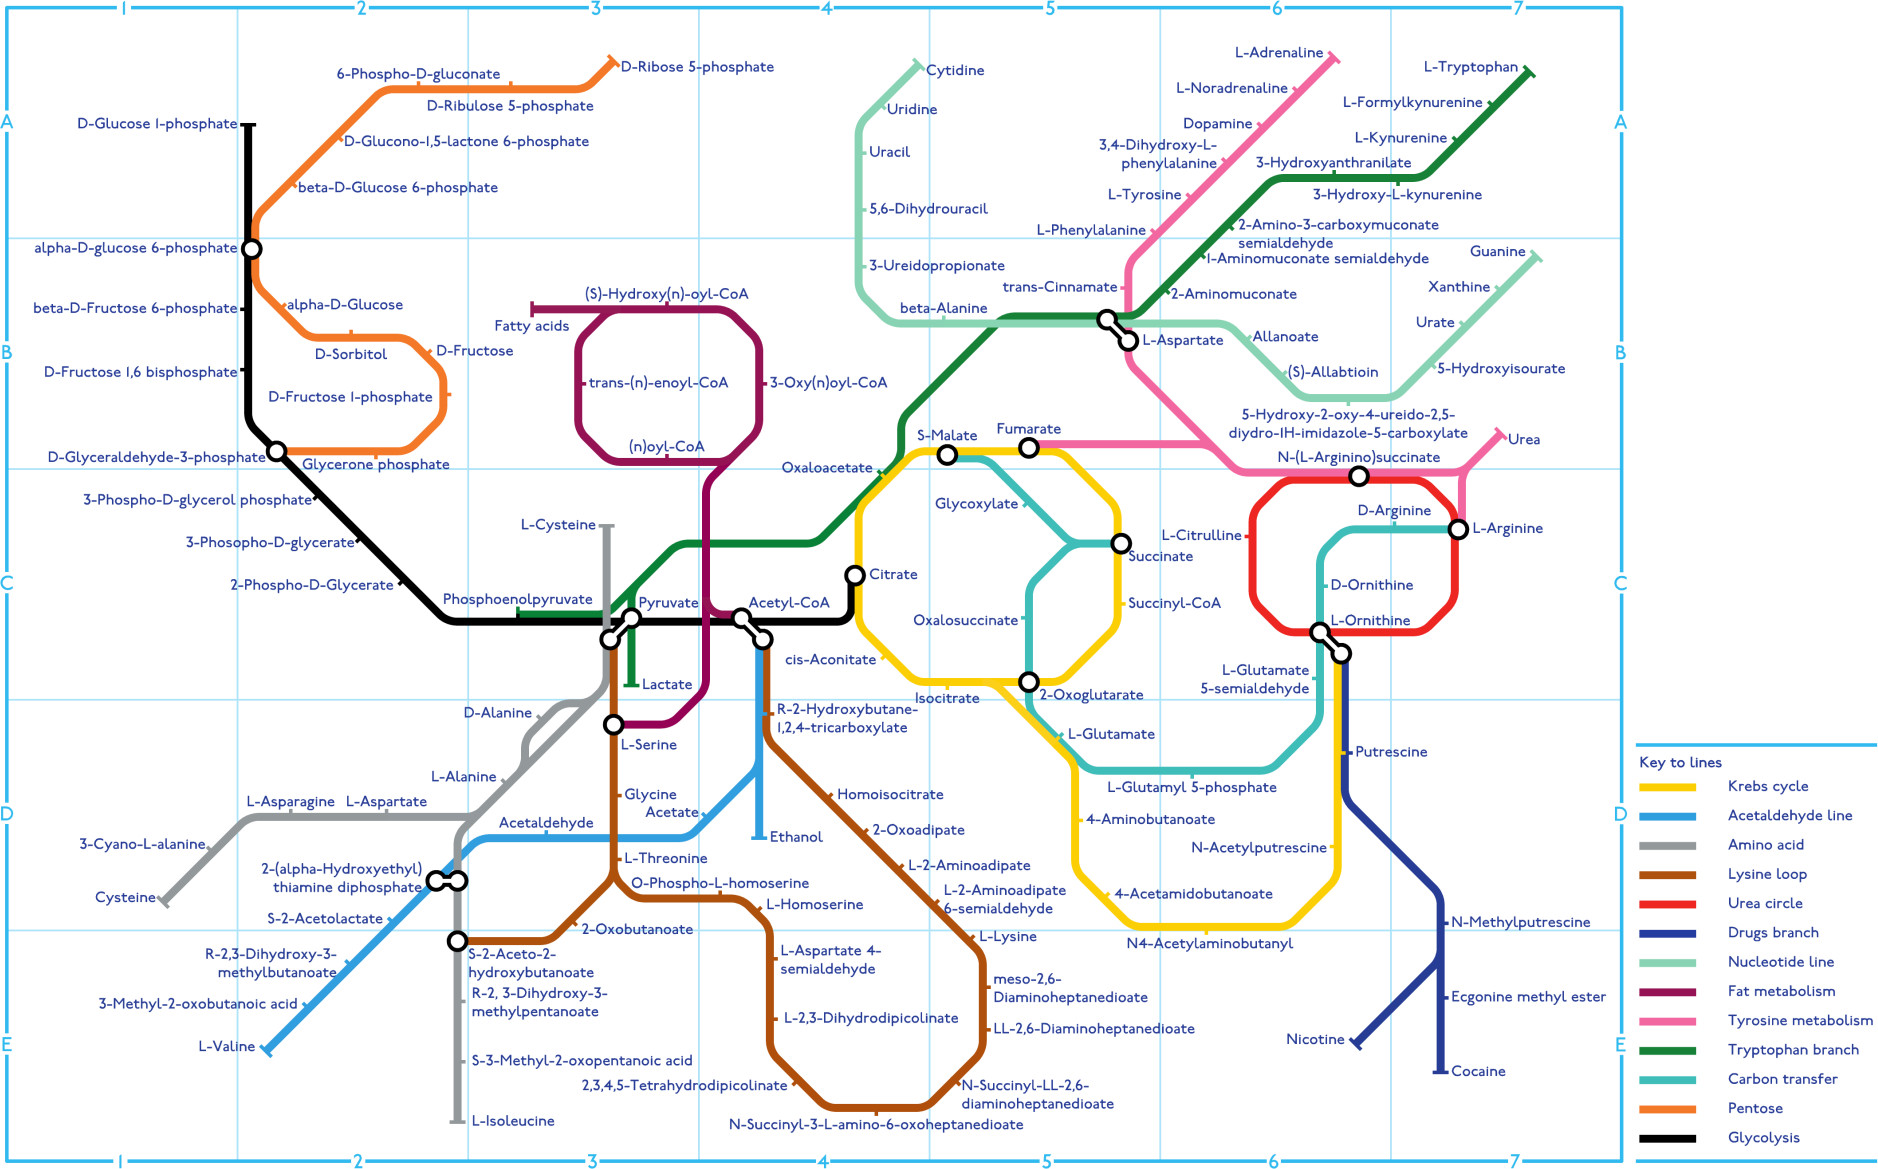 1 2 3 4 5 6 7
A
B
C
D
E
A
B
C
D
E
1 2 3 4 5 6 7
D-Glucose 1-phosphate
alpha-D-glucose 6-phosphate
beta-D-Fructose 6-phosphate
D-Fructose 1,6 bisphosphate
D-Glyceraldehyde-3-phosphate
3-Phospho-D-glycerol phosphate
3-Phosopho-D-glycerate
2-Phospho-D-Glycerate
Phosphoenolpyruvate
6-Phospho-D-gluconate
D-Ribose 5-phosphate
D-Ribulose 5-phosphate
D-Glucono-1,5-lactone 6-phosphate
beta-D-Glucose 6-phosphate
alpha-D-Glucose
D-Sorbitol
D-Fructose
D-Fructose 1-phosphate
Glycerone phosphate
Fatty acids
(S)-Hydroxy(n)-oyl-CoA
trans-(n)-enoyl-CoA
3-Oxy(n)oyl-CoA
(n)oyl-CoA
Cytidine
Uridine
Uracil
5,6-Dihydrouracil
3-Ureidopropionate
beta-Alanine
L-Adrenaline
L-Noradrenaline
Dopamine
3,4-Dihydroxy-L-
phenylalanine
L-Tyrosine
L-Phenylalanine
trans-Cinnamate
L-Aspartate
L-Tryptophan
L-Formylkynurenine
L-Kynurenine
3-Hydroxyanthranilate
3-Hydroxy-L-kynurenine
2-Amino-3-carboxymuconate
semialdehyde
1-Aminomuconate semialdehyde
2-Aminomuconate
Guanine
Xanthine
Urate
5-Hydroxyisourate
Allanoate
(S)-Allabtioin
5-Hydroxy-2-oxy-4-ureido-2,5-
diydro-IH-imidazole-5-carboxylate
Urea
N-(L-Arginino)succinate
D-Arginine
L-Arginine
L-Citrulline
D-Ornithine
L-Ornithine
L-Glutamate
5-semialdehyde
S-Malate
Fumarate
Oxaloacetate
Glycoxylate
Succinate
Citrate
Succinyl-CoA
Oxalosuccinate
cis-Aconitate
Isocitrate
2-Oxoglutarate
L-Glutamate
L-Glutamyl 5-phosphate
4-Aminobutanoate
N-Acetylputrescine
4-Acetamidobutanoate
N4-Acetylaminobutanyl
Putrescine
N-Methylputrescine
Ecgonine methyl ester
Nicotine
Cocaine
L-Cysteine
Pyruvate
Acetyl-CoA
Lactate
D-Alanine
L-Serine
L-Alanine
L-Asparagine
L-Aspartate
3-Cyano-L-alanine
Cysteine
Glycine
Acetate
Acetaldehyde
Ethanol
2-(alpha-Hydroxyethyl)
thiamine diphosphate
L-Threonine
O-Phospho-L-homoserine
L-Homoserine
2-Oxobutanoate
S-2-Acetolactate
R-2,3-Dihydroxy-3-
methylbutanoate
3-Methyl-2-oxobutanoic acid
L-Valine
S-2-Aceto-2-
hydroxybutanoate
R-2, 3-Dihydroxy-3-
methylpentanoate
S-3-Methyl-2-oxopentanoic acid
L-Isoleucine
R-2-Hydroxybutane-
1,2,4-tricarboxylate
Homoisocitrate
2-Oxoadipate
L-2-Aminoadipate
L-2-Aminoadipate
6-semialdehyde
L-Lysine
meso-2,6-
Diaminoheptanedioate
LL-2,6-Diaminoheptanedioate
N-Succinyl-LL-2,6-
diaminoheptanedioate
N-Succinyl-3-L-amino-6-oxoheptanedioate
2,3,4,5-Tetrahydrodipicolinate
L-2,3-Dihydrodipicolinate
L-Aspartate 4-
semialdehyde
Key to lines
Krebs cycle
Acetaldehyde line
Amino acid
Lysine loop
Urea circle
Drugs branch
Nucleotide line
Fat metabolism
Tyrosine metabolism
Tryptophan branch
Carbon transfer
Pentose
Glycolysis